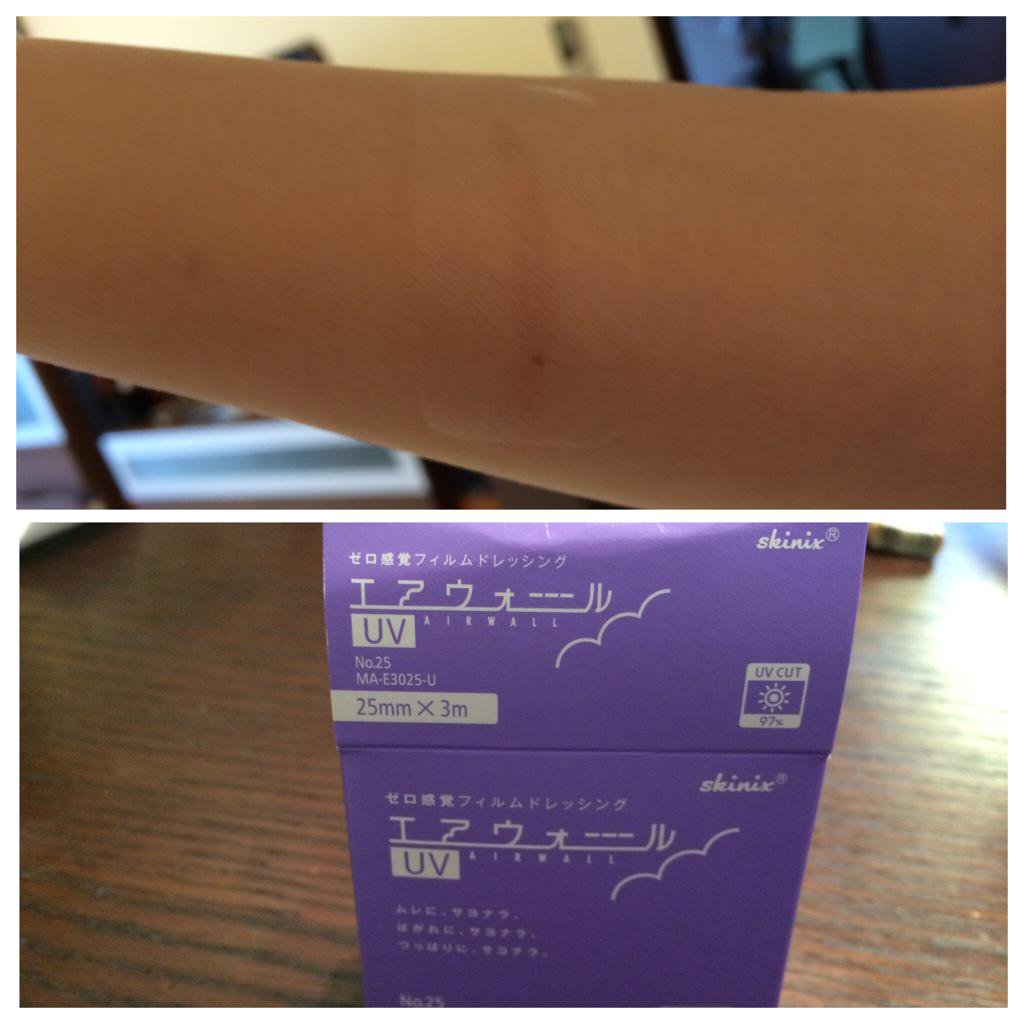 skinix®
ゼロ感覚フィルムドレッシング
エアウォール
UV AIRWALL
No.25
MA-E3025-U
25mm×3m
UV CUT
97%
skinix®
ゼロ感覚フィルムドレッシング
エアウォール
UV AIRWALL
ムレに、サヨナラ。
はがれに、サヨナラ。
つっぱりに、サヨナラ。
No.25